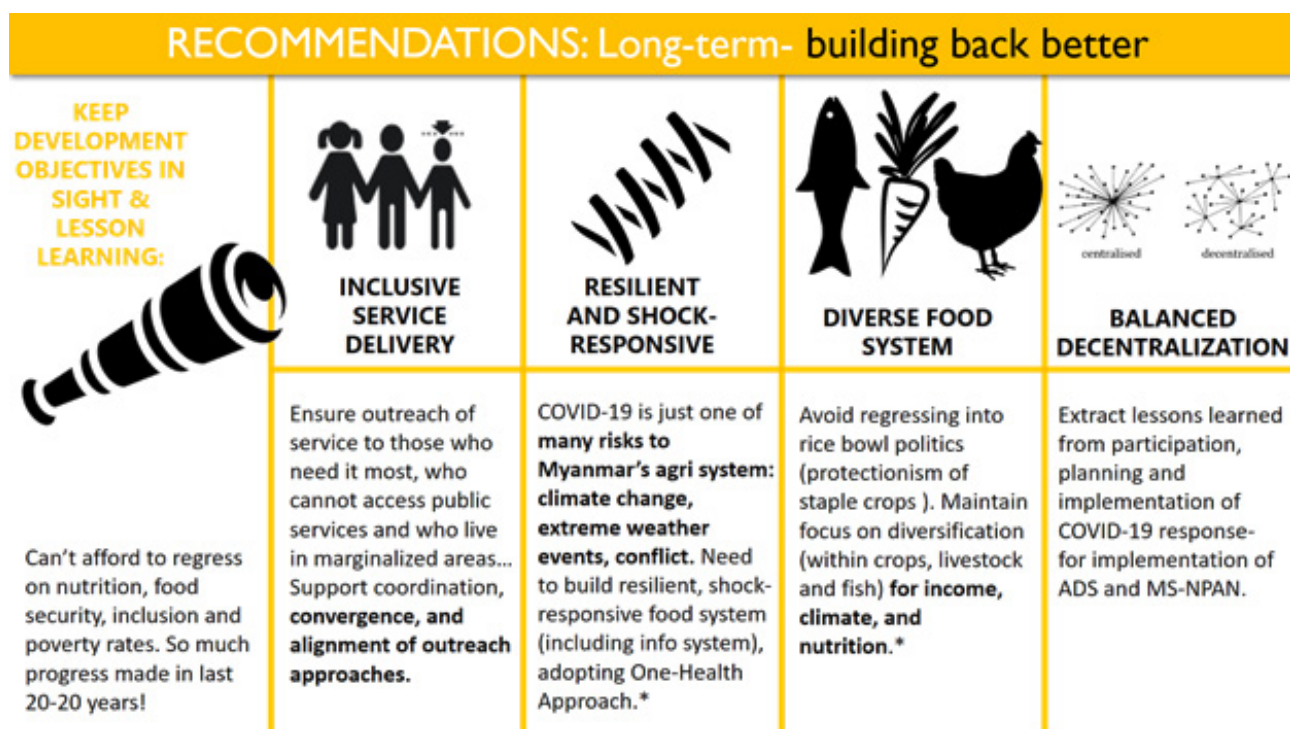 RECOMMENDATIONS: Long-term- building back better
KEEP
DEVELOPMENT
OBJECTIVES IN
SIGHT &
LESSON
LEARNING:
Can't afford to regress
on nutrition, food
security, inclusion and
poverty rates. So much
progress made in last
20-20 years!
INCLUSIVE
SERVICE
DELIVERY
Ensure outreach of
service to those who
need it most, who
cannot access public
services and who live
in marginalized areas...
Support coordination,
convergence, and
alignment of outreach
approaches.
RESILIENT
AND SHOCK-
RESPONSIVE
COVID-19 is just one of
many risks to
Myanmar's agri system:
climate change,
extreme weather
events, conflict. Need
to build resilient, shock-
responsive food system
(including info system),
adopting One-Health
Approach.*
DIVERSE FOOD
SYSTEM
Avoid regressing into
rice bowl politics
(protectionism of
staple crops ). Maintain
focus on diversification
(within crops, livestock
and fish) for income,
climate, and
nutrition.*
centralised
decentralised
BALANCED
DECENTRALIZATION
Extract lessons learned
from participation,
planning and
implementation of
COVID-19 response-
for implementation of
ADS and MS-NPAN.